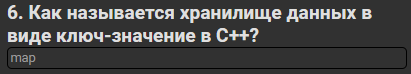 6. Как называется хранилище данных в
виде ключ-значение в С++?
map